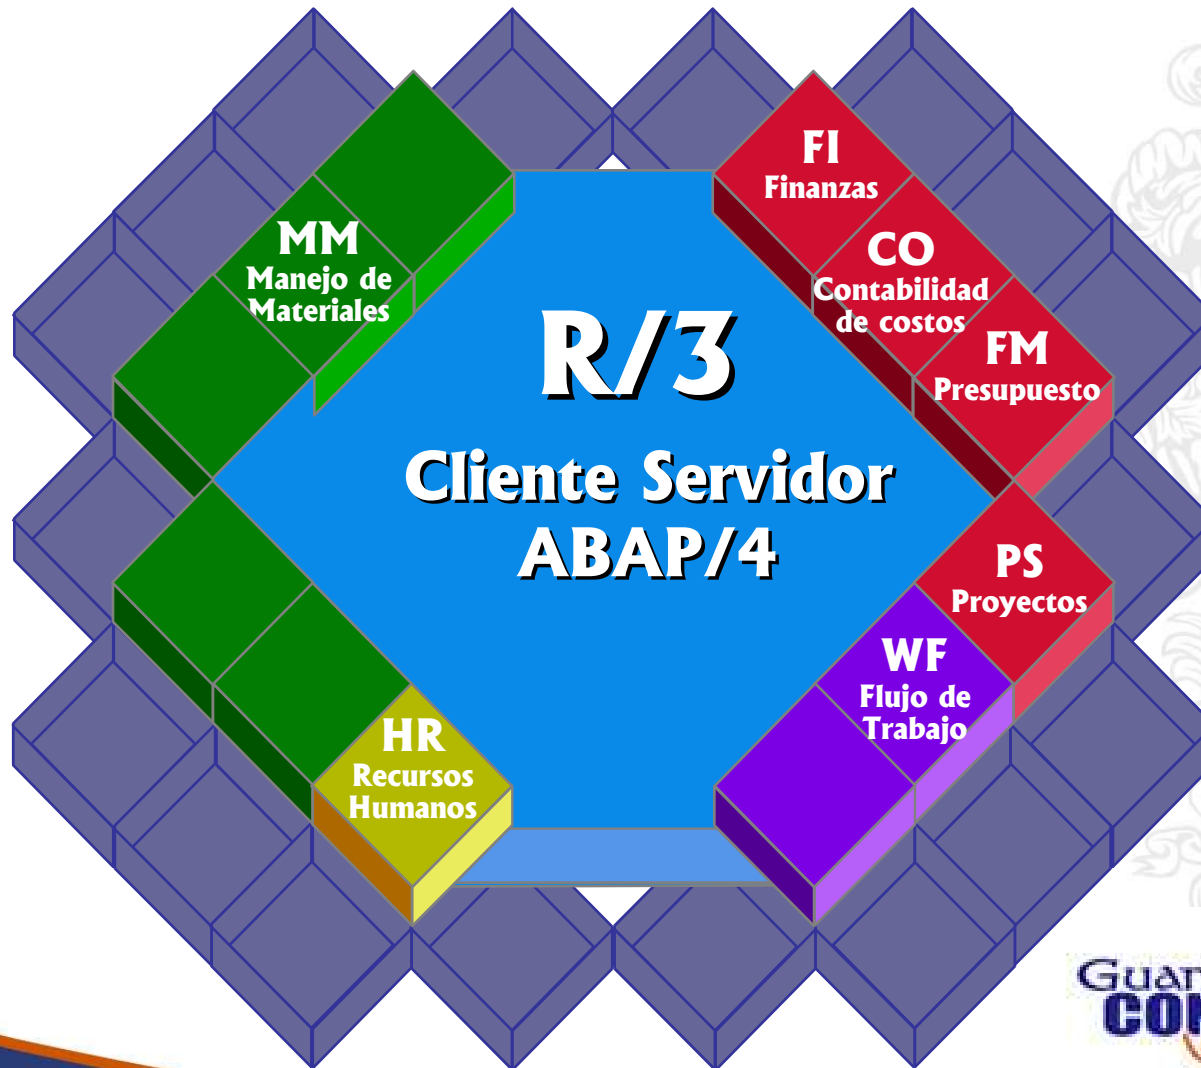 FI
Finanzas
MM
Manejo de
Materiales
CO
Contabilidad
de costos
R/3
FM
Presupuesto
Cliente Servidor
ABAP/4
PS
Proyectos
WF
Flujo de
Trabajo
HR
Recursos
Humanos